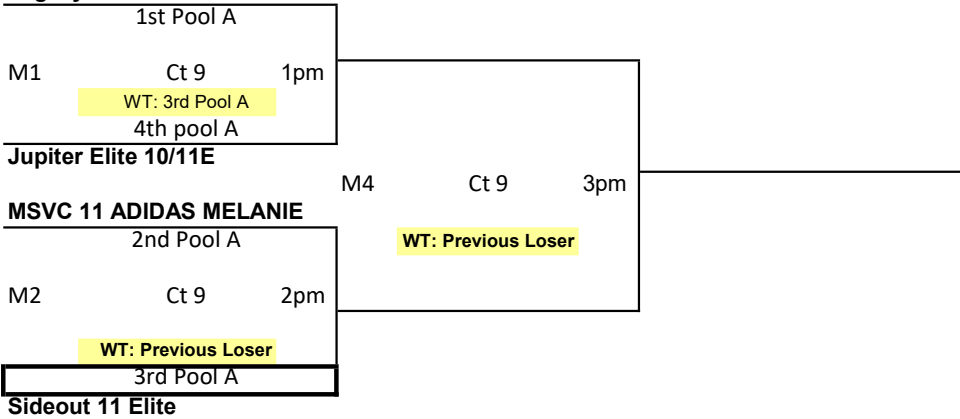 1st Pool A
M1 Ct 9 1pm
WT: 3rd Pool A
4th pool A
Jupiter Elite 10/11E
M4 Ct 9 3pm
MSVC 11 ADIDAS MELANIE
2nd Pool A
WT: Previous Loser
M2 Ct 9 2pm
WT: Previous Loser
3rd Pool A
Sideout 11 Elite